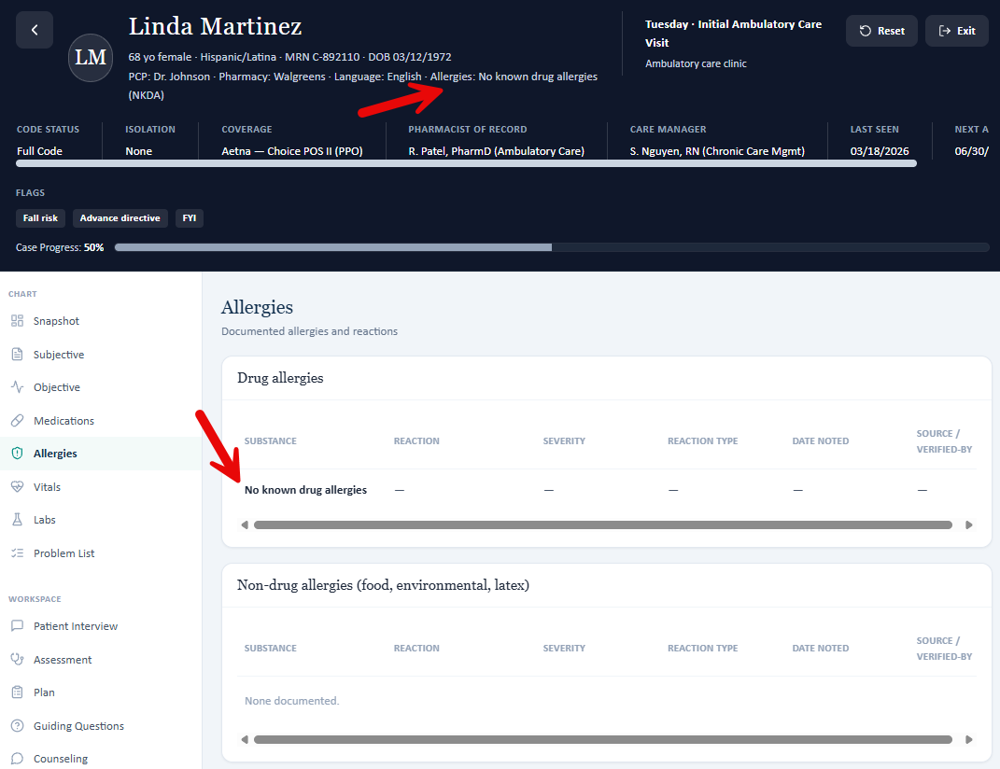 Linda Martinez
LM
68 yo female · Hispanic/Latina · MRN C-892110 · DOB 03/12/1972
PCP: Dr. Johnson · Pharmacy: Walgreens · Language: English · Allergies: No known drug allergies
(NKDA)
Tuesday · Initial Ambulatory Care
Visit
Ambulatory care clinic
Reset
Exit
CODE STATUS
Full Code
ISOLATION
None
COVERAGE
Aetna — Choice POS II (PPO)
PHARMACIST OF RECORD
R. Patel, PharmD (Ambulatory Care)
CARE MANAGER
S. Nguyen, RN (Chronic Care Mgmt)
LAST SEEN
03/18/2026
NEXT A
06/30/
FLAGS
Fall risk
Advance directive
FYI
Case Progress: 50%
CHART
Snapshot
Subjective
Objective
Medications
Allergies
Vitals
Labs
Problem List
WORKSPACE
Patient Interview
Assessment
Plan
Guiding Questions
Counseling
Allergies
Documented allergies and reactions
Drug allergies
SUBSTANCE REACTION SEVERITY REACTION TYPE DATE NOTED SOURCE /
VERIFIED-BY
No known drug allergies — — — — —
Non-drug allergies (food, environmental, latex)
SUBSTANCE REACTION SEVERITY REACTION TYPE DATE NOTED SOURCE /
VERIFIED-BY
None documented.